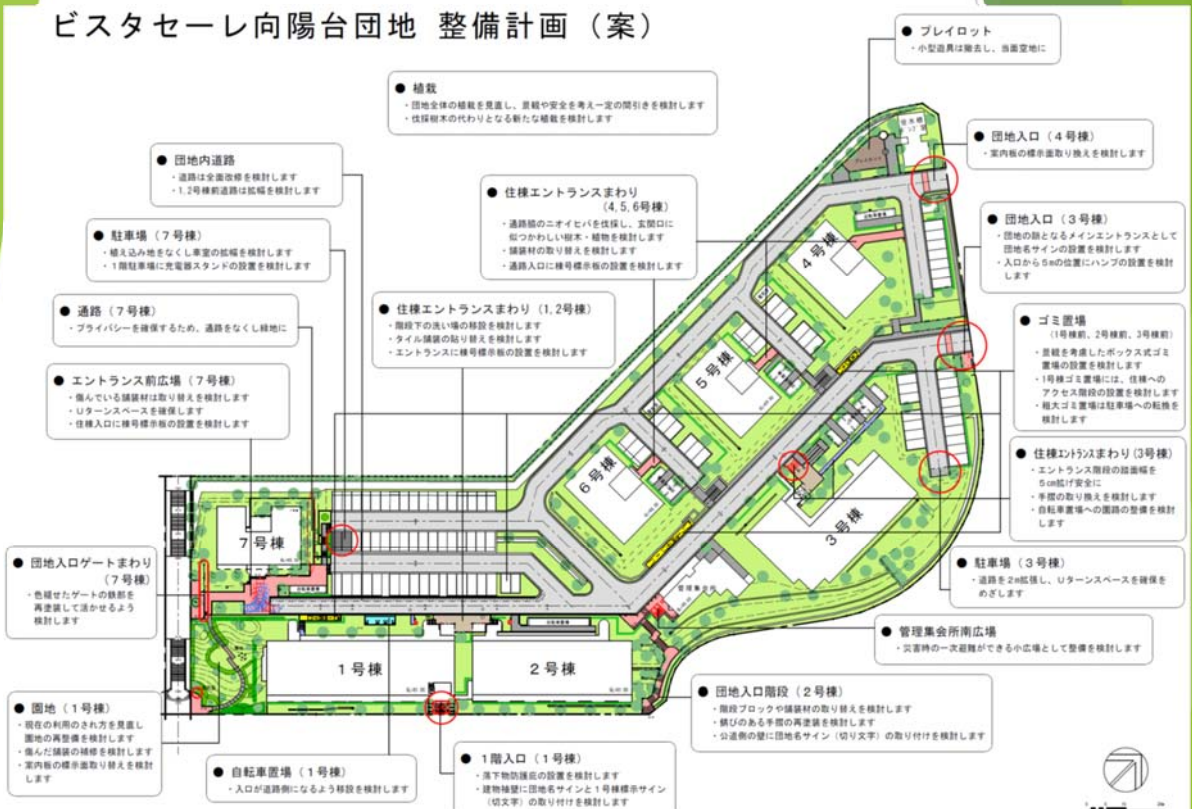 ビスタセーレ向陽台団地 整備計画（案）
● プレイロット
・小型遊具は撤去し、当面空地に
● 植栽
・団地全体の植栽を見直し、景観や安全を考え一定の間引きを検討します
・伐採樹木の代わりとなる新たな植栽を検討します
● 団地入口（４号棟）
・案内板の標示面取り換えを検討します
● 団地内道路
・道路は全面改修を検討します
・1,2号棟前道路は拡幅を検討します
● 住棟エントランスまわり
（4,5,6号棟）
・通路脇のニオイヒバを伐採し、玄関口に
似つかわしい樹木・植物を検討します
・舗装材の取り替えを検討します
・通路入口に棟号標示板の設置を検討します
● 団地入口（３号棟）
・団地の顔となるメインエントランスとして
団地名サインの設置を検討します
・入口から５mの位置にハンプの設置を検討
します
● 駐車場（７号棟）
・植え込み地をなくし車室の拡幅を検討します
・１階駐車場に充電器スタンドの設置を検討します
● 通路（７号棟）
・プライバシーを確保するため、通路をなくし緑地に
● 住棟エントランスまわり（1,2号棟）
・階段下の洗い場の移設を検討します
・タイル舗装の貼り替えを検討します
・エントランスに棟号標示板の設置を検討します
● ゴミ置場
（1号棟前、2号棟前、3号棟前）
・景観を考慮したボックス式ゴミ
置場の設置を検討します
・1号棟ゴミ置場には、住棟への
アクセス階段の設置を検討します
・粗大ゴミ置場は駐車場への転換を
検討します
● エントランス前広場（７号棟）
・傷んでいる舗装材は取り替えを検討します
・Ｕターンスペースを確保します
・住棟入口に棟号標示板の設置を検討します
● 住棟エントランスまわり(3号棟)
・エントランス階段の踏面幅を
５cm拡げ安全に
・手摺の取り換えを検討します
・自転車置場への園路の整備を検討
します
● 団地入口ゲートまわり
（７号棟）
・色褪せたゲートの鉄部を
再塗装して活かせるよう
検討します
● 駐車場（３号棟）
・道路を２m拡張し、Ｕターンスペースを確保を
めざします
● 管理集会所南広場
・災害時の一次避難ができる小広場として整備を検討します
● 園地（１号棟）
・現在の利用のされ方を見直し
園地の再整備を検討します
・傷んだ舗装の補修を検討します
・案内板の標示面取り替えを検討
します
● 団地入口階段（２号棟）
・階段ブロックや舗装材の取り替えを検討します
・錆びのある手摺の再塗装を検討します
・公道側の壁に団地名サイン（切り文字）の取り付けを検討します
● 自転車置場（１号棟）
・入口が道路側になるよう移設を検討します
● １階入口（１号棟）
・落下物防護庇の設置を検討します
・建物袖壁に団地名サインと１号棟標示サイン
（切文字）の取り付けを検討します
プレイロット
４号棟
５号棟
６号棟
３号棟
７号棟
管理集会所
１号棟
２号棟